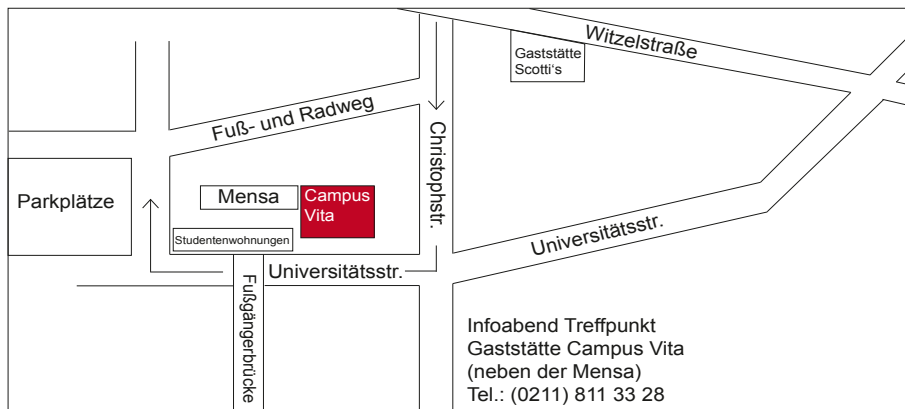 Witzelstraße
Gaststätte
Scotti's
Fuß- und Radweg
Christophstr.
Parkplätze
Mensa
Campus
Vita
Studentenwohnungen
Universitätsstr.
Universitätsstr.
Fußgängerbrücke
Infoabend Treffpunkt
Gaststätte Campus Vita
(neben der Mensa)
Tel.: (0211) 811 33 28